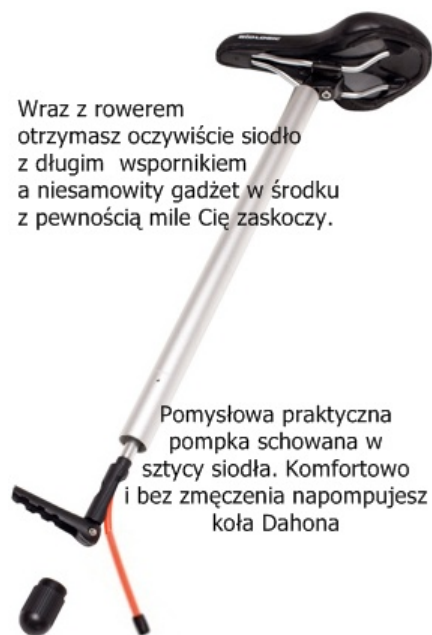 Wraz z rowerem
otrzymasz oczywiście siodło
z długim wspornikiem
a niesamowity gadżet w środku
z pewnością mile Cię zaskoczy.
Pomysłowa praktyczna
pompka schowana w
sztycy siodła. Komfortowo
i bez zmęczenia napompujesz
koła Dahona